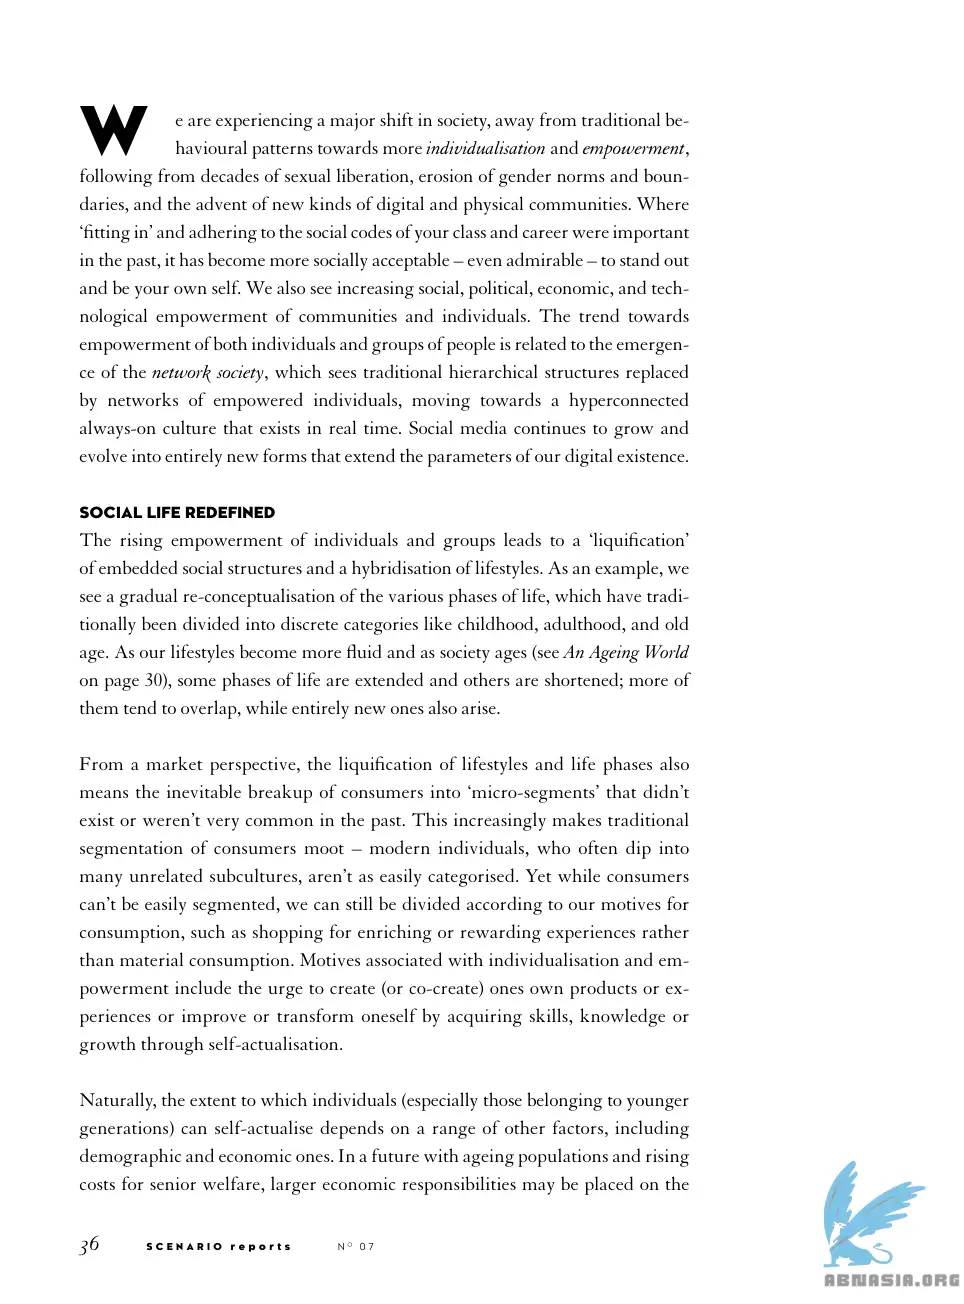 We are experiencing a major shift in society, away from traditional be-
havioural patterns towards more individualisation and empowerment,
following from decades of sexual liberation, erosion of gender norms and boun-
daries, and the advent of new kinds of digital and physical communities. Where
‘fitting in’ and adhering to the social codes of your class and career were important
in the past, it has become more socially acceptable – even admirable – to stand out
and be your own self. We also see increasing social, political, economic, and tech-
nological empowerment of communities and individuals. The trend towards
empowerment of both individuals and groups of people is related to the emergen-
ce of the network society, which sees traditional hierarchical structures replaced
by networks of empowered individuals, moving towards a hyperconnected
always-on culture that exists in real time. Social media continues to grow and
evolve into entirely new forms that extend the parameters of our digital existence.
SOCIAL LIFE REDEFINED
The rising empowerment of individuals and groups leads to a ‘liquification’
of embedded social structures and a hybridisation of lifestyles. As an example, we
see a gradual re-conceptualisation of the various phases of life, which have tradi-
tionally been divided into discrete categories like childhood, adulthood, and old
age. As our lifestyles become more fluid and as society ages (see An Ageing World
on page 30), some phases of life are extended and others are shortened; more of
them tend to overlap, while entirely new ones also arise.
From a market perspective, the liquification of lifestyles and life phases also
means the inevitable breakup of consumers into ‘micro-segments’ that didn’t
exist or weren’t very common in the past. This increasingly makes traditional
segmentation of consumers moot – modern individuals, who often dip into
many unrelated subcultures, aren’t as easily categorised. Yet while consumers
can’t be easily segmented, we can still be divided according to our motives for
consumption, such as shopping for enriching or rewarding experiences rather
than material consumption. Motives associated with individualisation and em-
powerment include the urge to create (or co-create) ones own products or ex-
periences or improve or transform oneself by acquiring skills, knowledge or
growth through self-actualisation.
Naturally, the extent to which individuals (especially those belonging to younger
generations) can self-actualise depends on a range of other factors, including
demographic and economic ones. In a future with ageing populations and rising
costs for senior welfare, larger economic responsibilities may be placed on the
36 SCENARIO reports Nº 07
ABNASIA.ORG